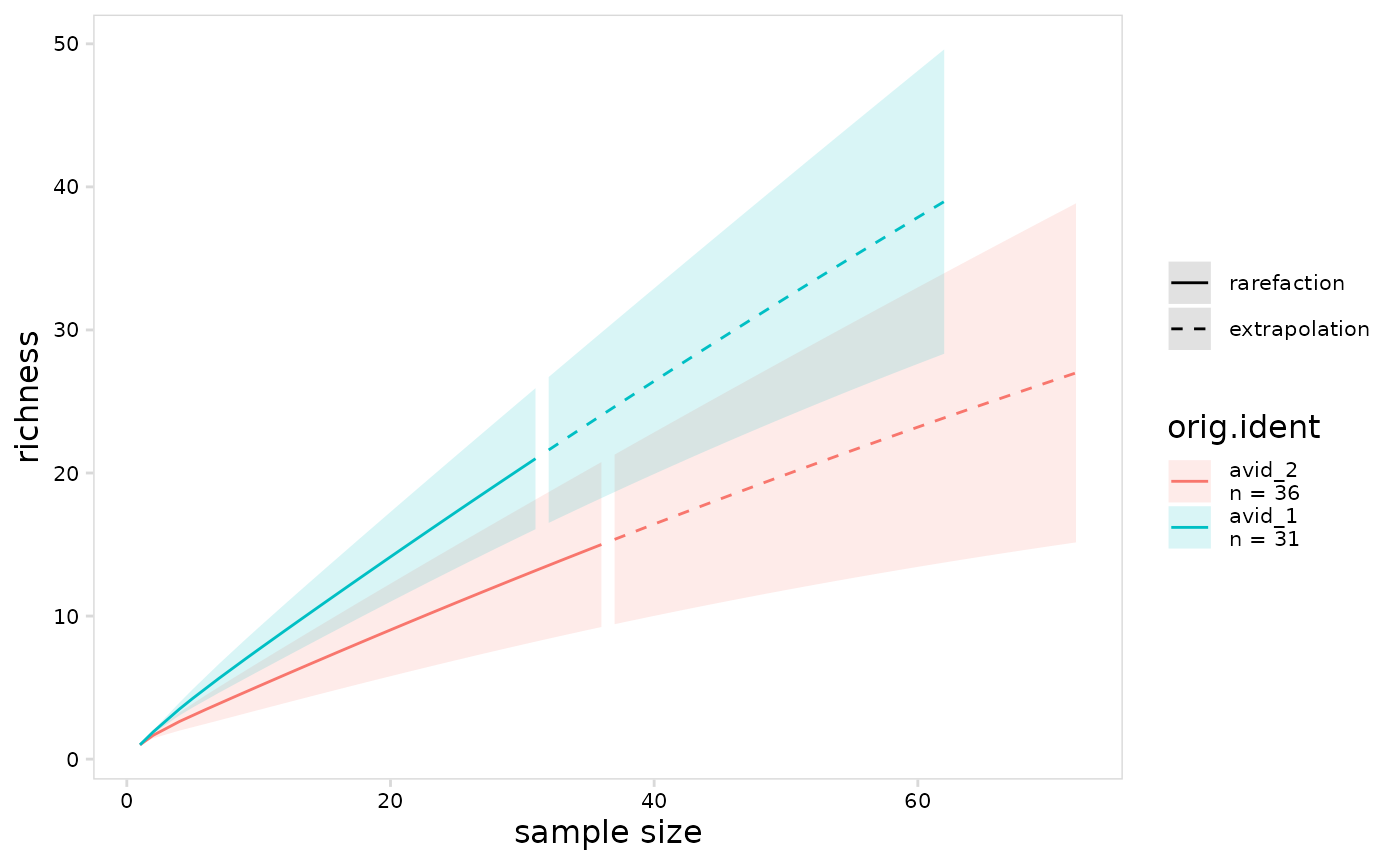 50
40
30
20
10
0
richness
0 20 40 60
sample size
rarefaction
extrapolation
orig.ident
avid_2
n = 36
avid_1
n = 31